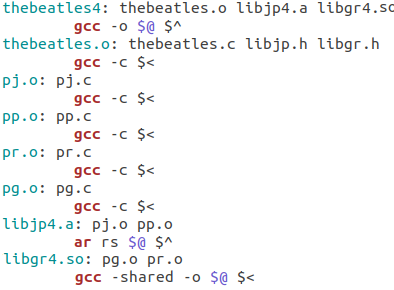 thebeatles4: thebeatles.o libjp4.a libgr4.so
gcc -o $@ $^
thebeatles.o: thebeatles.c libjp.h libgr.h
gcc -c $<
pj.o: pj.c
gcc -c $<
pp.o: pp.c
gcc -c $<
pr.o: pr.c
gcc -c $<
pg.o: pg.c
gcc -c $<
libjp4.a: pj.o pp.o
ar rs $@ $^
libgr4.so: pg.o pr.o
gcc -shared -o $@ $<